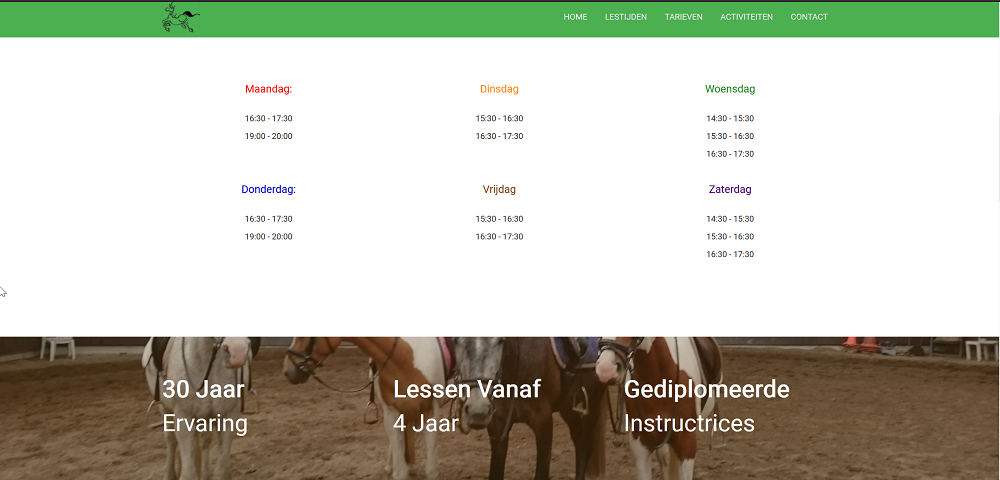 HOME LESTIJDEN TARIEVEN ACTIVITEITEN CONTACT
Maandag:
16:30 - 17:30
19:00 - 20:00
Dinsdag
15:30 - 16:30
16:30 - 17:30
Woensdag
14:30 - 15:30
15:30 - 16:30
16:30 - 17:30
Donderdag:
16:30 - 17:30
19:00 - 20:00
Vrijdag
15:30 - 16:30
16:30 - 17:30
Zaterdag
14:30 - 15:30
15:30 - 16:30
16:30 - 17:30
30 Jaar
Ervaring
Lessen Vanaf
4 Jaar
Gediplomeerde
Instructrices